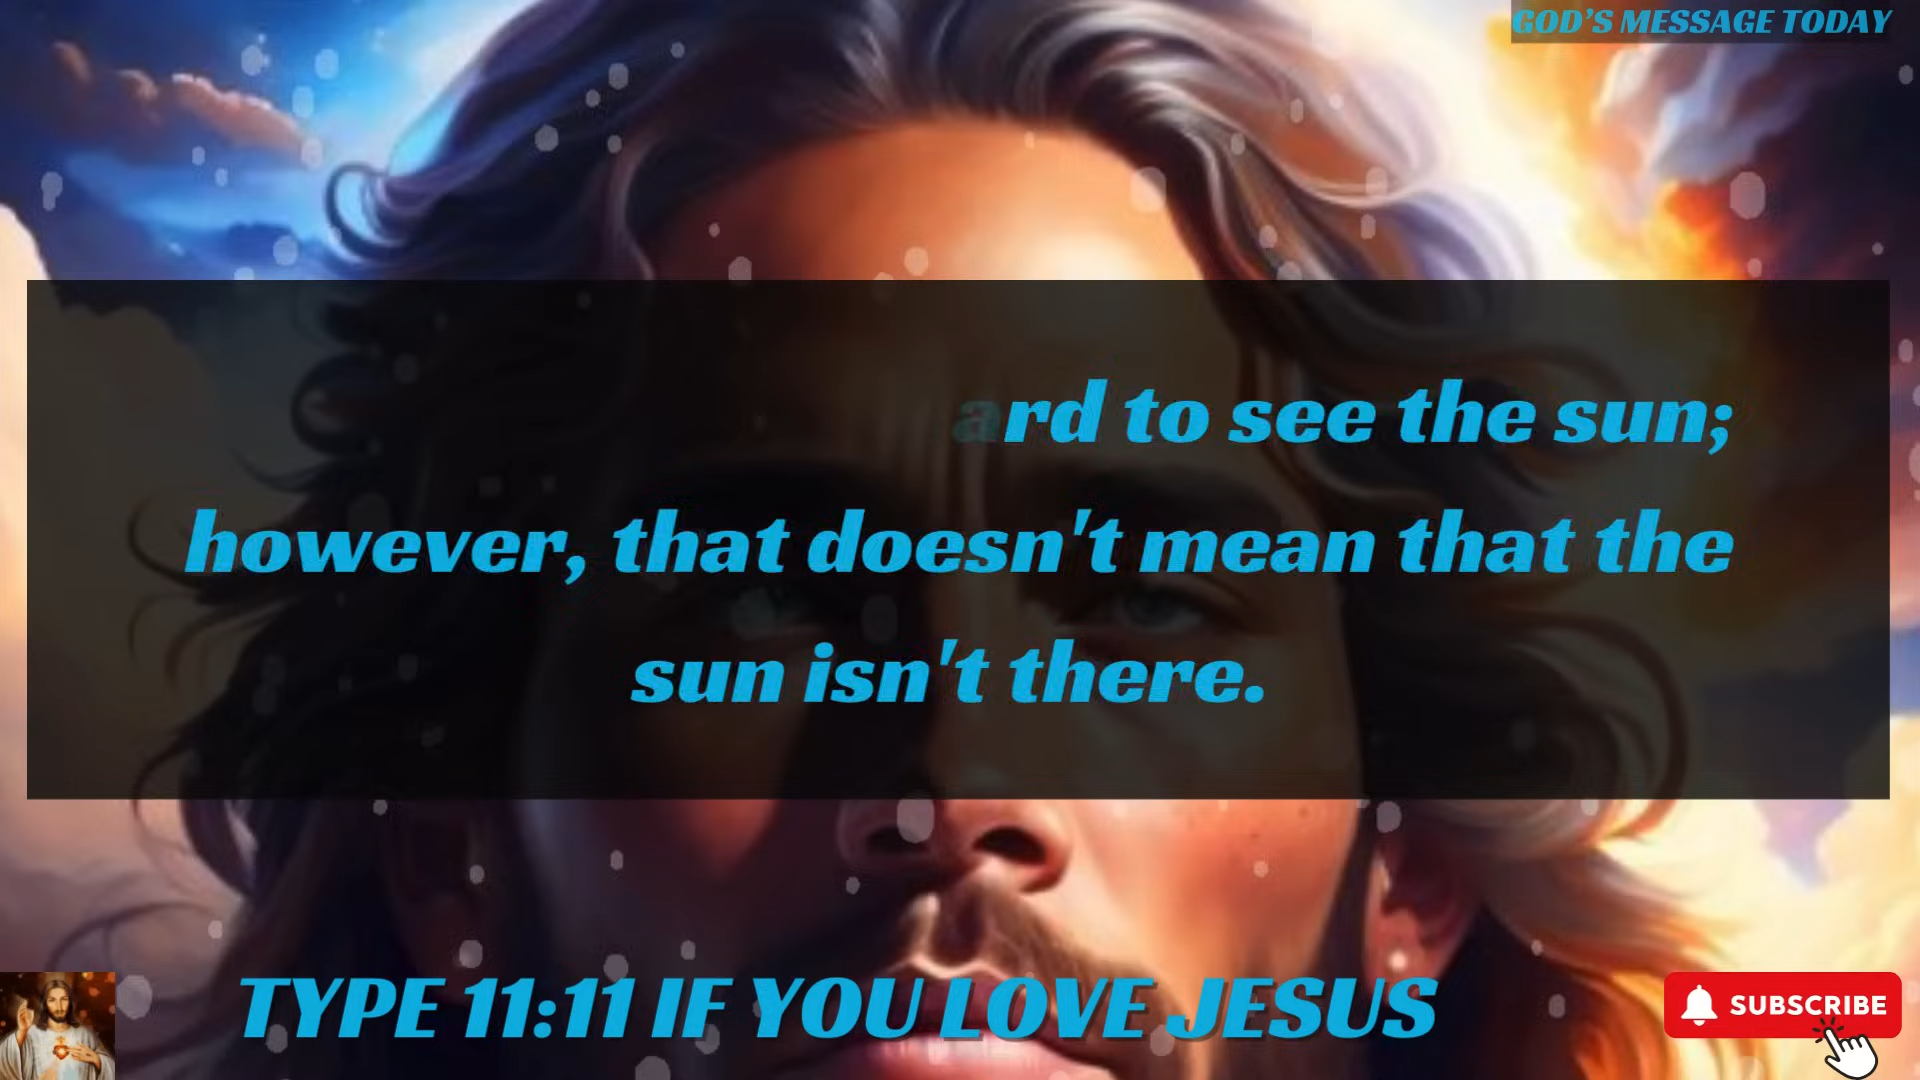 GOD'S MESSAGE TODAY
ard to see the sun;
however, that doesn't mean that the
sun isn't there.
TYPE 11:11 IF YOU LOVE JESUS
SUBSCRIBE